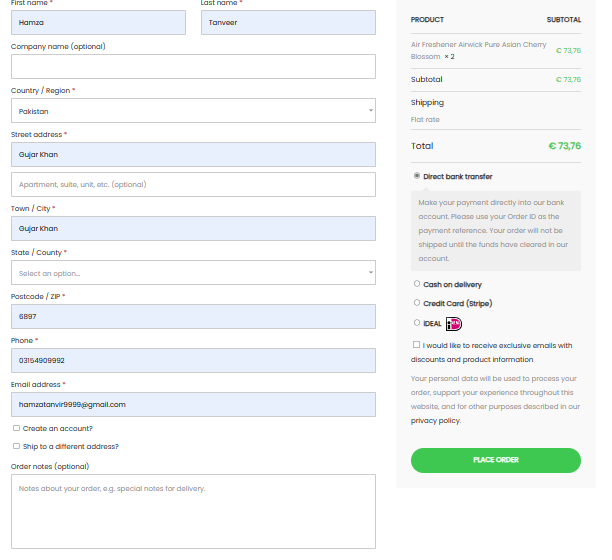 First name *
Last name *
Hamza
Tanveer
Company name (optional)
Country / Region *
Pakistan
Street address *
Gujar Khan
Apartment, suite, unit, etc. (optional)
Town / City *
Gujar Khan
State / County *
Select an option...
Postcode / ZIP *
6897
Phone *
03154909992
Email address *
hamzatanvir9999@gmail.com
Create an account?
Ship to a different address?
Order notes (optional)
Notes about your order, e.g. special notes for delivery.
PRODUCT SUBTOTAL
Air Freshener Airwick Pure Asian Cherry
Blossom × 2 € 73,76
Subtotal € 73,76
Shipping
Flat rate
Total € 73,76
Direct bank transfer
Make your payment directly into our bank
account. Please use your Order ID as the
payment reference. Your order will not be
shipped until the funds have cleared in our
account.
Cash on delivery
Credit Card (Stripe)
iDEAL
I would like to receive exclusive emails with
discounts and product information
Your personal data will be used to process your
order, support your experience throughout this
website, and for other purposes described in our
privacy policy.
PLACE ORDER